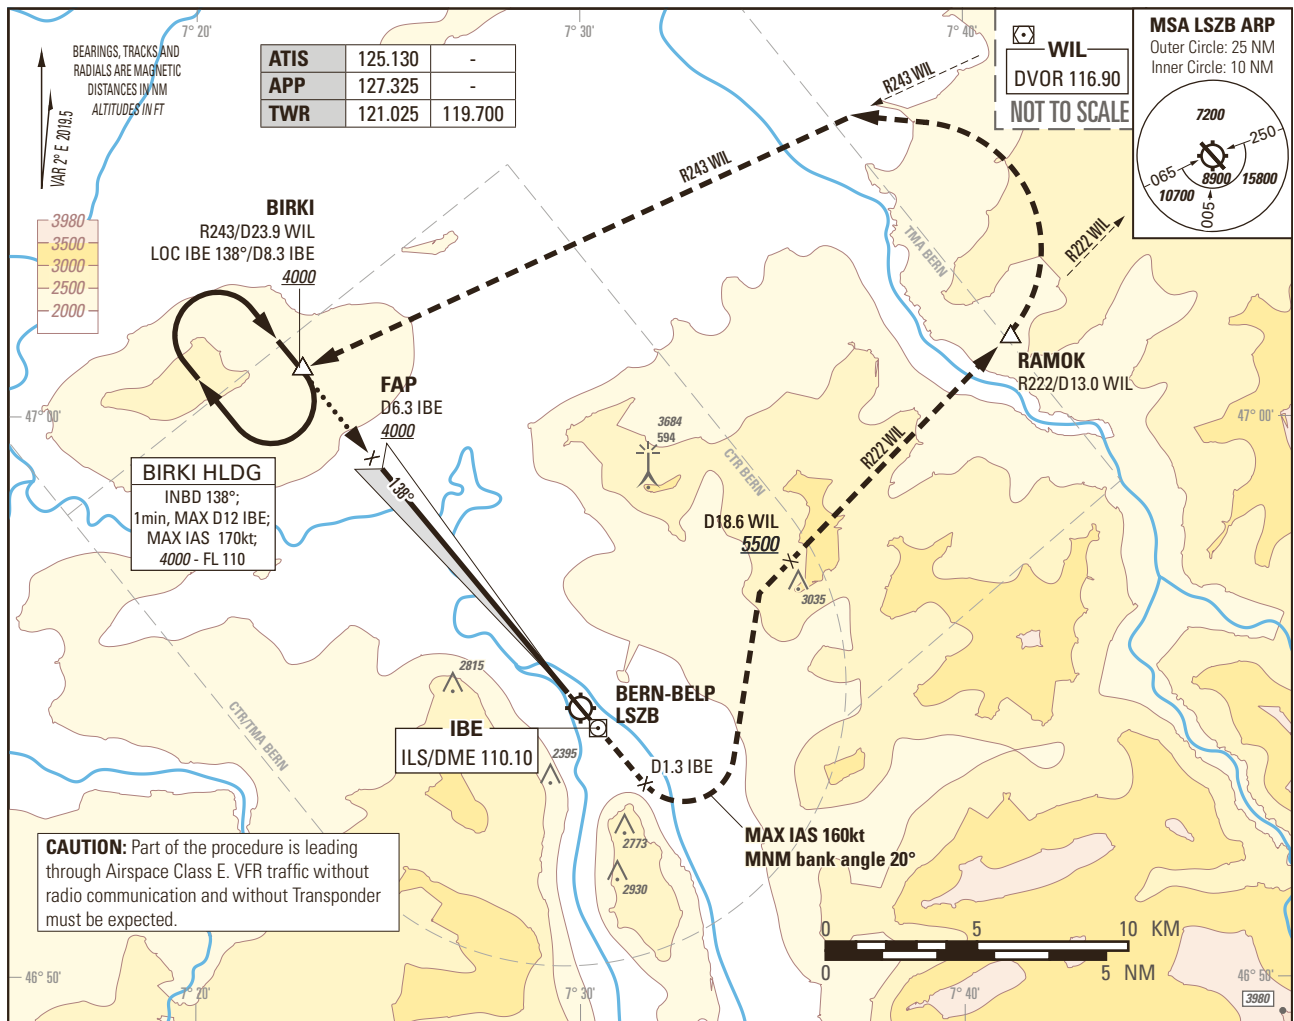 7° 20'
7° 30'
7° 40'
BEARINGS, TRACKS AND
RADIALS ARE MAGNETIC
DISTANCES IN NM
ALTITUDES IN FT
VAR 2° E 2019.5
ATIS 125.130 -
APP 127.325 -
TWR 121.025 119.700
WIL
DVOR 116.90
NOT TO SCALE
MSA LSZB ARP
Outer Circle: 25 NM
Inner Circle: 10 NM
7200
250
065
8900
15800
10700
005
R243 WIL
R243 WIL
3980
3500
3000
2500
2000
BIRKI
R243/D23.9 WIL
LOC IBE 138°/D8.3 IBE
4000
TMA BERN
R222 WIL
RAMOK
R222/D13.0 WIL
FAP
D6.3 IBE
4000
47° 00'
47° 00'
3684
594
R222 WIL
CTR BERN
BIRKI HLDG
INBD 138°;
1min, MAX D12 IBE;
MAX IAS 170kt;
4000 - FL 110
138°
D18.6 WIL
5500
3035
2815
BERN-BELP
LSZB
CTR/TMA BERN
IBE
ILS/DME 110.10
2395
D1.3 IBE
MAX IAS 160kt
MNM bank angle 20°
2773
2930
CAUTION: Part of the procedure is leading
through Airspace Class E. VFR traffic without
radio communication and without Transponder
must be expected.
0 5 10 KM
0 5 NM
46° 50'
46° 50'
7° 20'
7° 30'
7° 40'
3980